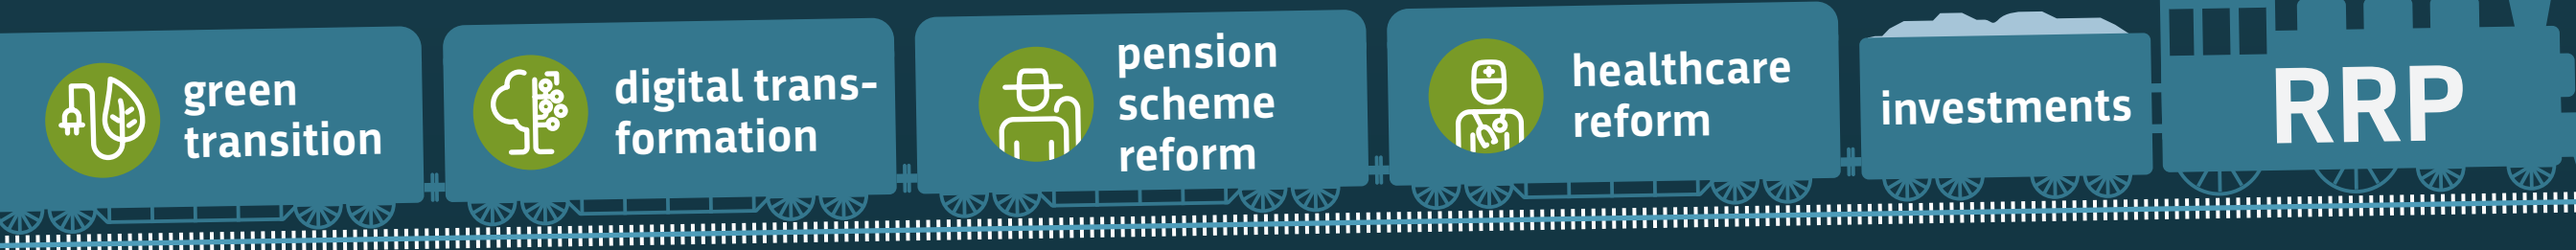 green
transition
digital trans-
formation
pension
scheme
reform
healthcare
reform
investments
RRP